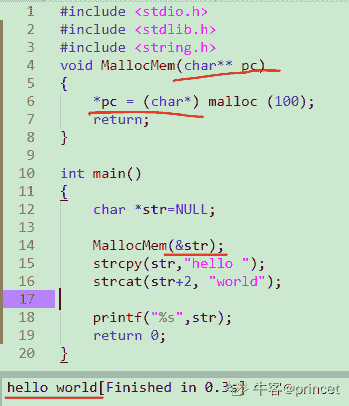 1 #include <stdio.h>
2 #include <stdlib.h>
3 #include <string.h>
4 void MallocMem(char** pc)
5 {
6 *pc = (char*) malloc (100);
7 return;
8 }
9
10 int main()
11 {
12 char *str=NULL;
13
14 MallocMem(&str);
15 strcpy(str,"hello ");
16 strcat(str+2, "world");
17
18 printf("%s",str);
19 return 0;
20 }
hello world[Finished in 0.3s]
牛客@princet